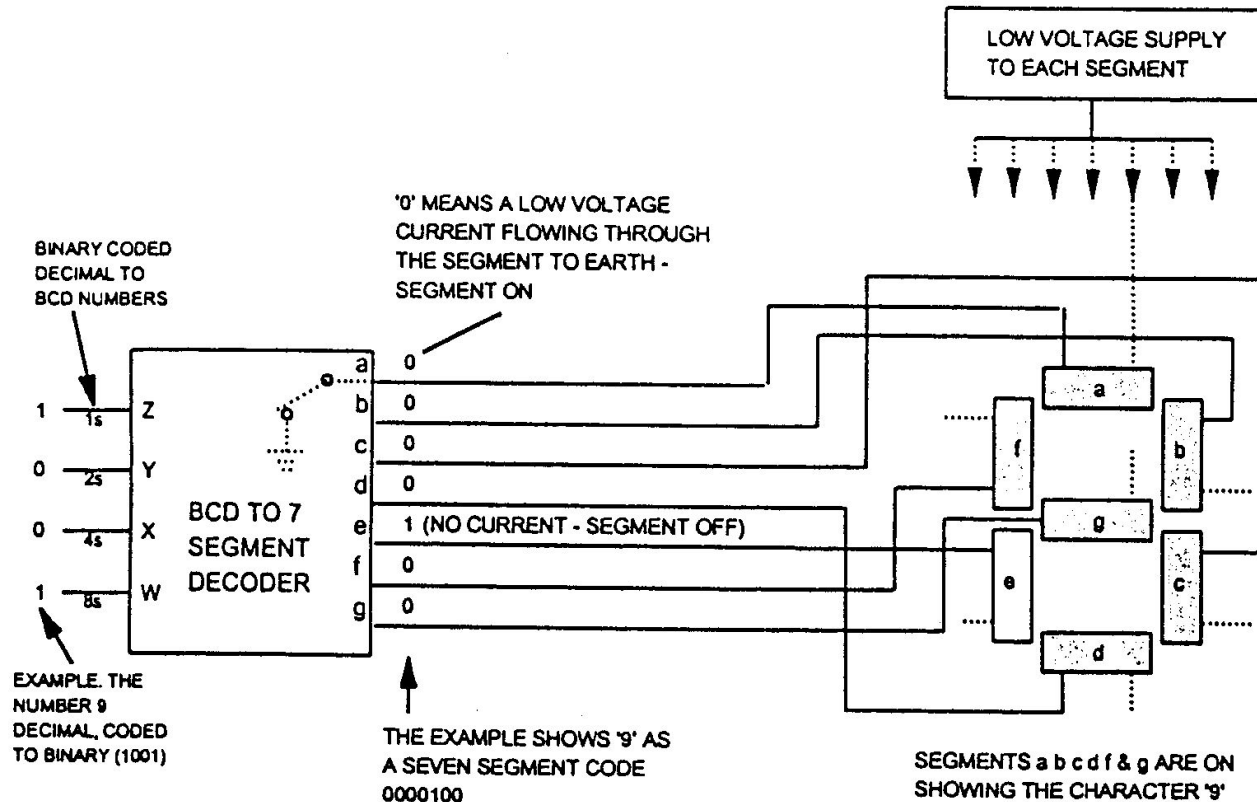 LOW VOLTAGE SUPPLY
TO EACH SEGMENT
'0' MEANS A LOW VOLTAGE
CURRENT FLOWING THROUGH
THE SEGMENT TO EARTH -
SEGMENT ON
BINARY CODED
DECIMAL TO
BCD NUMBERS
1 1s Z
0 2s Y
0 4s X
1 8s W
BCD TO 7
SEGMENT
DECODER
a 0
b 0
c 0
d 0
e 1 (NO CURRENT - SEGMENT OFF)
f 0
g 0
a
f
b
g
e
c
d
EXAMPLE. THE
NUMBER 9
DECIMAL, CODED
TO BINARY (1001)
THE EXAMPLE SHOWS '9' AS
A SEVEN SEGMENT CODE
0000100
SEGMENTS a b c d f & g ARE ON
SHOWING THE CHARACTER '9'